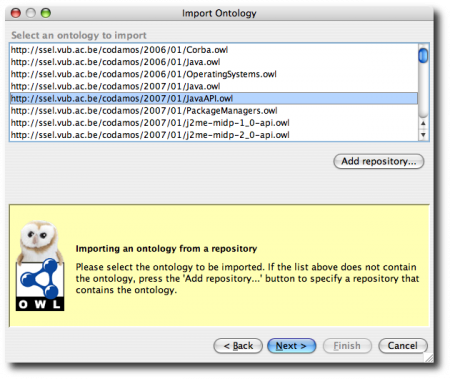 Import Ontology
Select an ontology to import
http://ssel.vub.ac.be/codamos/2006/01/Corba.owl
http://ssel.vub.ac.be/codamos/2006/01/Java.owl
http://ssel.vub.ac.be/codamos/2006/01/OperatingSystems.owl
http://ssel.vub.ac.be/codamos/2007/01/Java.owl
http://ssel.vub.ac.be/codamos/2007/01/JavaAPI.owl
http://ssel.vub.ac.be/codamos/2007/01/PackageManagers.owl
http://ssel.vub.ac.be/codamos/2007/01/j2me-midp-1_0-api.owl
http://ssel.vub.ac.be/codamos/2007/01/j2me-midp-2_0-api.owl
Add repository...
Importing an ontology from a repository
Please select the ontology to be imported. If the list above does not contain
the ontology, press the 'Add repository...' button to specify a repository that
contains the ontology.
OWL
< Back Next > Finish Cancel